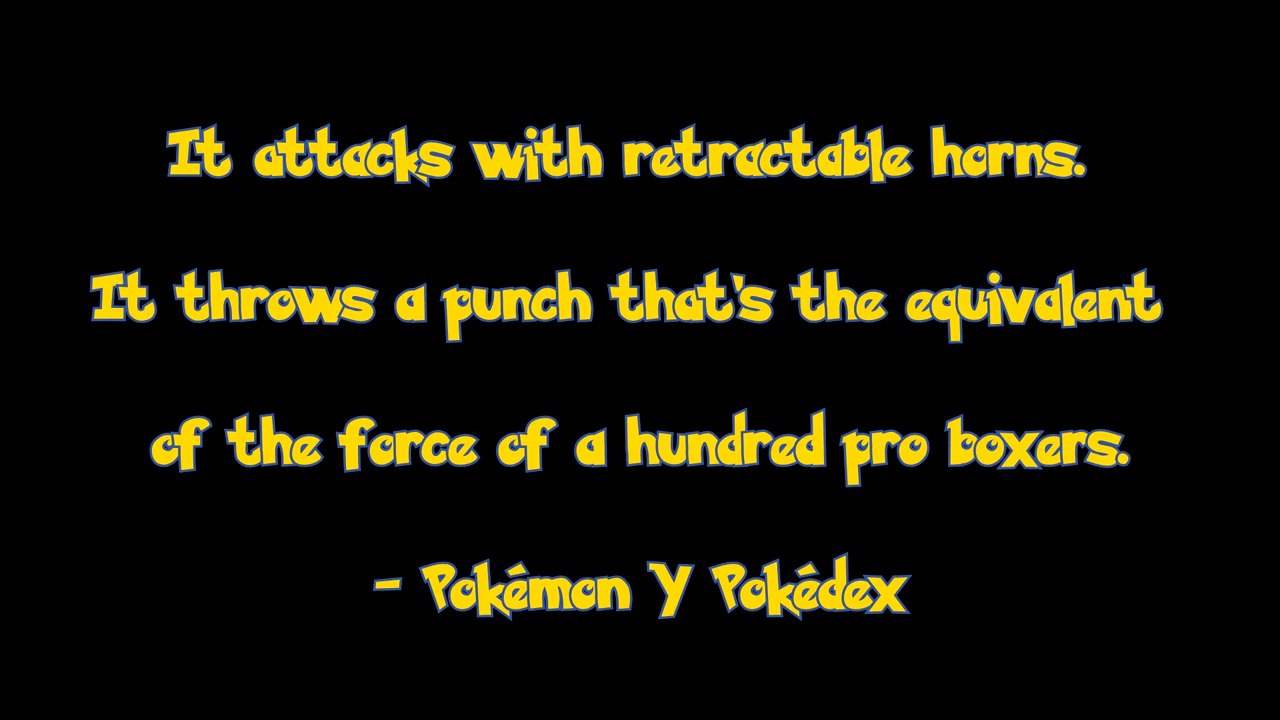 It attacks with retractable horns.
It throws a punch that's the equivalent
of the force of a hundred pro boxers.
- Pokémon Y Pokédex